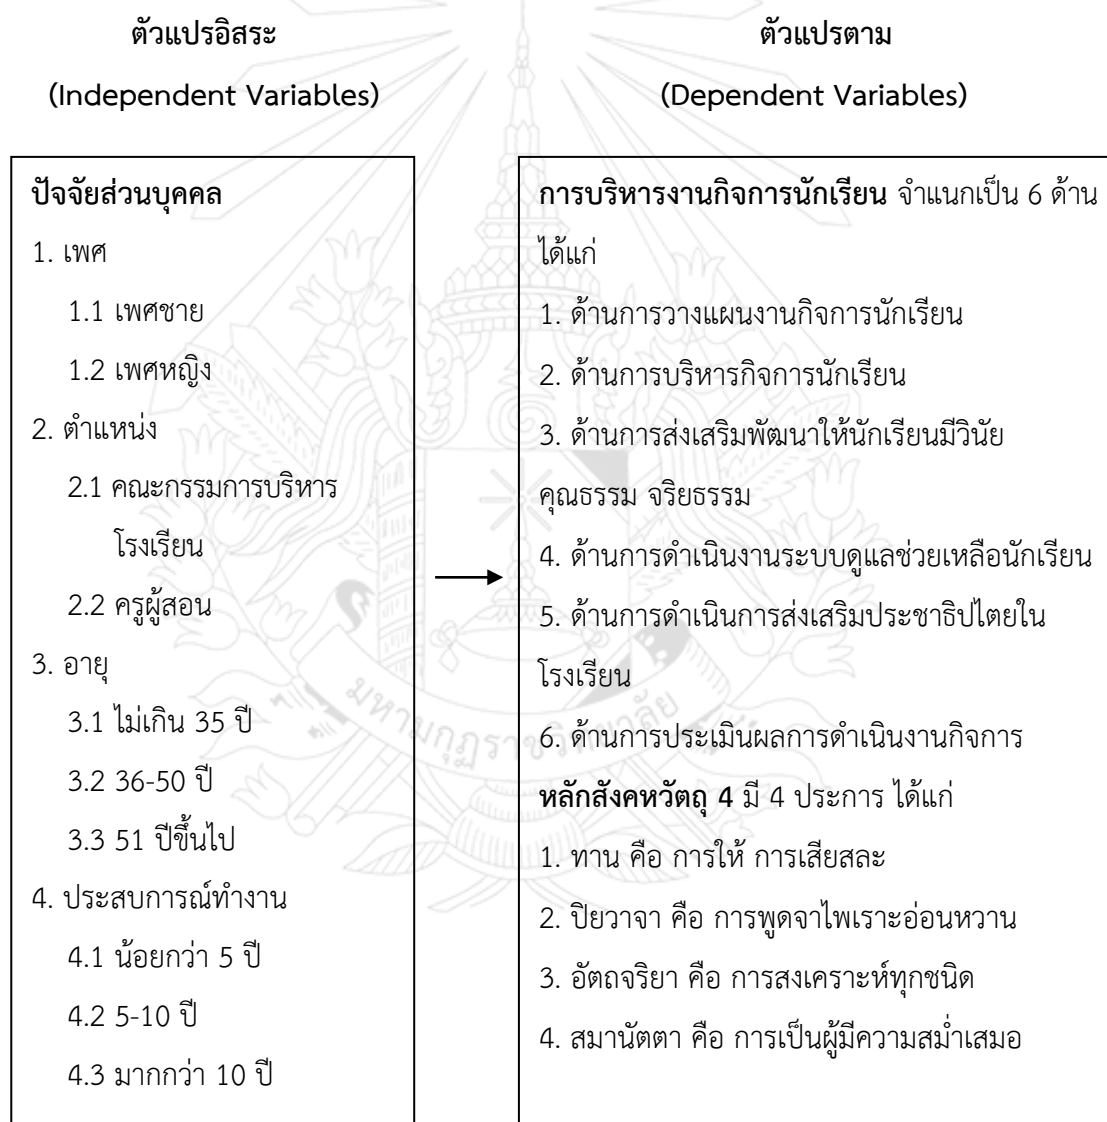 ตัวแปรอิสระ
(Independent Variables)
ปัจจัยส่วนบุคคล
1. เพศ
1.1 เพศชาย
1.2 เพศหญิง
2. ตำแหน่ง
2.1 คณะกรรมการบริหาร
โรงเรียน
2.2 ครูผู้สอน
3. อายุ
3.1 ไม่เกิน 35 ปี
3.2 36-50 ปี
3.3 51 ปีขึ้นไป
4. ประสบการณ์ทำงาน
4.1 น้อยกว่า 5 ปี
4.2 5-10 ปี
4.3 มากกว่า 10 ปี
ตัวแปรตาม
(Dependent Variables)
การบริหารงานกิจการนักเรียน จำแนกเป็น 6 ด้าน
ได้แก่
1. ด้านการวางแผนงานกิจการนักเรียน
2. ด้านการบริหารกิจการนักเรียน
3. ด้านการส่งเสริมพัฒนาให้นักเรียนมีวินัย
คุณธรรม จริยธรรม
4. ด้านการดำเนินงานระบบดูแลช่วยเหลือนักเรียน
5. ด้านการดำเนินการส่งเสริมประชาธิปไตยใน
โรงเรียน
6. ด้านการประเมินผลการดำเนินงานกิจการ
หลักสังคหวัตถุ 4 มี 4 ประการ ได้แก่
1. ทาน คือ การให้ การเสียสละ
2. ปิยวาจา คือ การพูดจาไพเราะอ่อนหวาน
3. อัตถจริยา คือ การสงเคราะห์ทุกชนิด
4. สมานัตตา คือ การเป็นผู้มีความสม่ำเสมอ
มหามกุฏราชวิทยาลัย